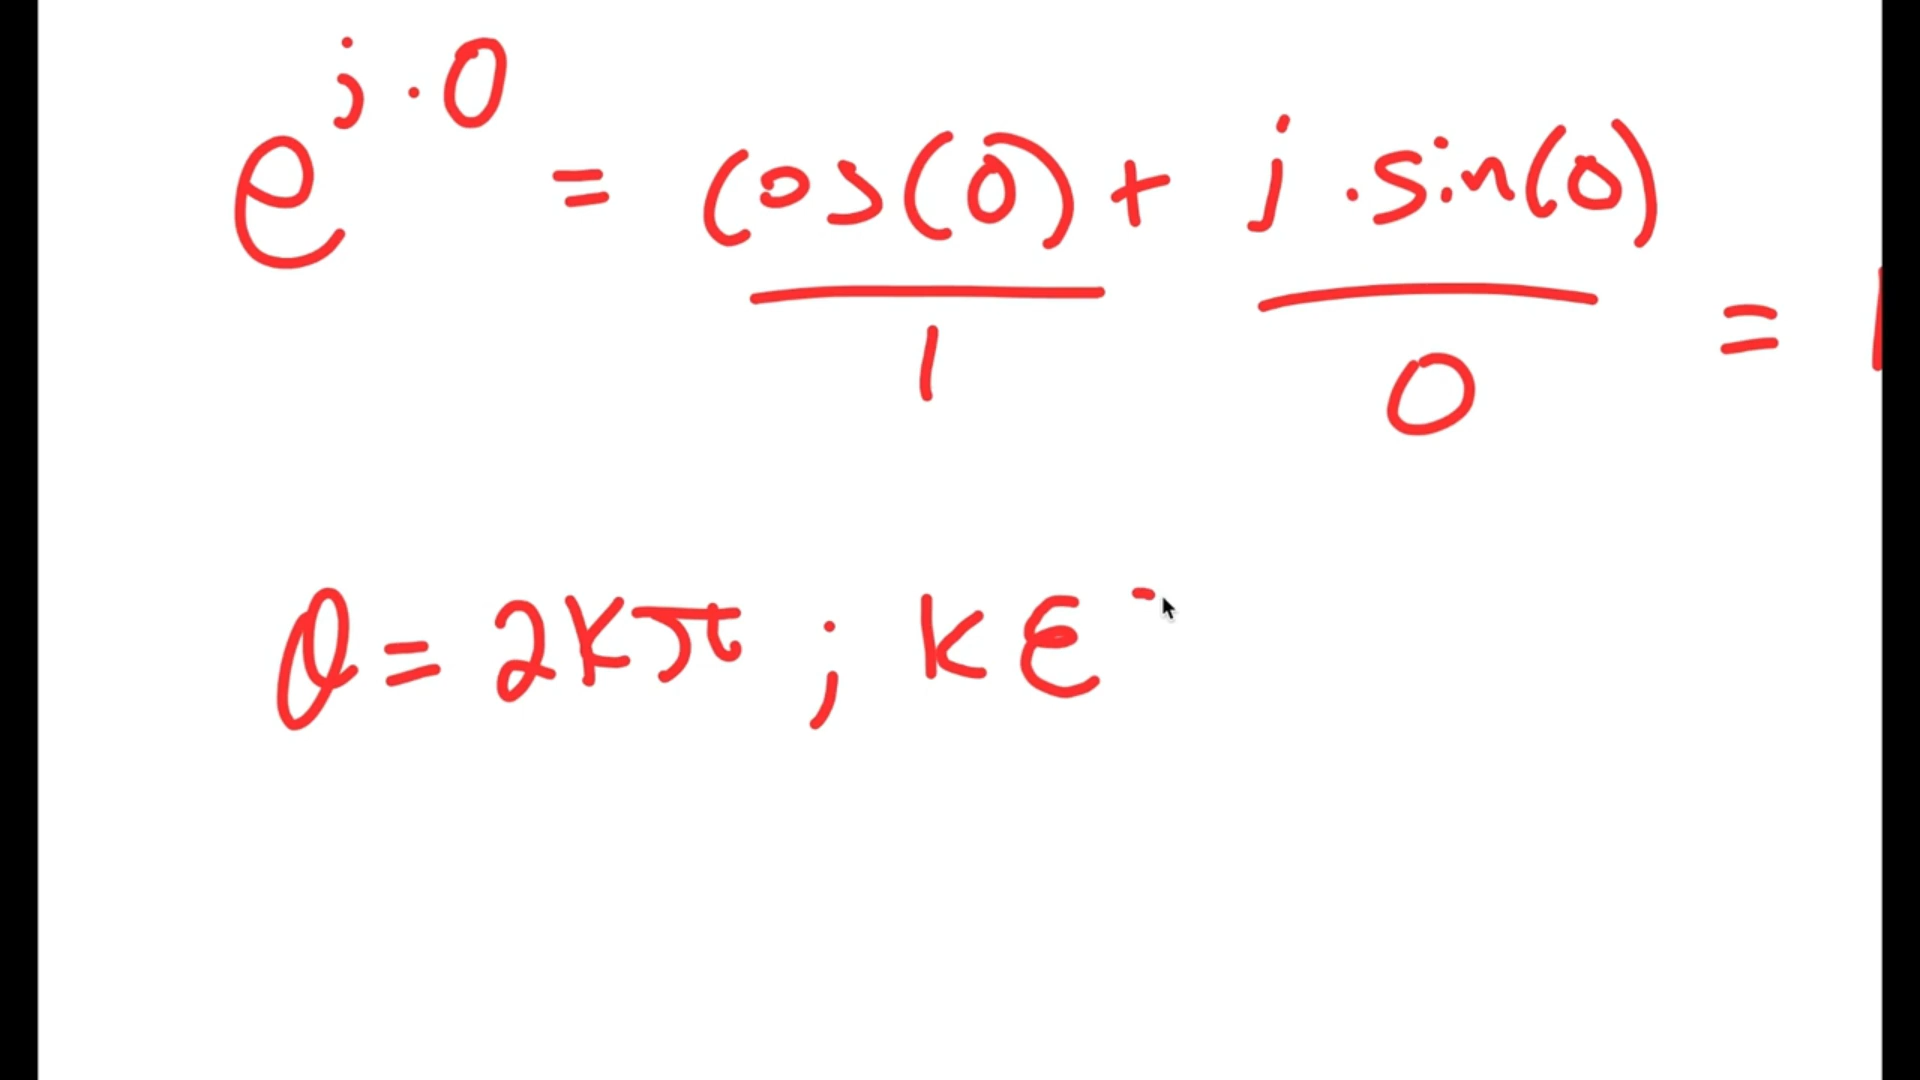 e^{j·0} = cos(0) + j·sin(0)
1 0 = 1
θ = 2kπ ; k ∈